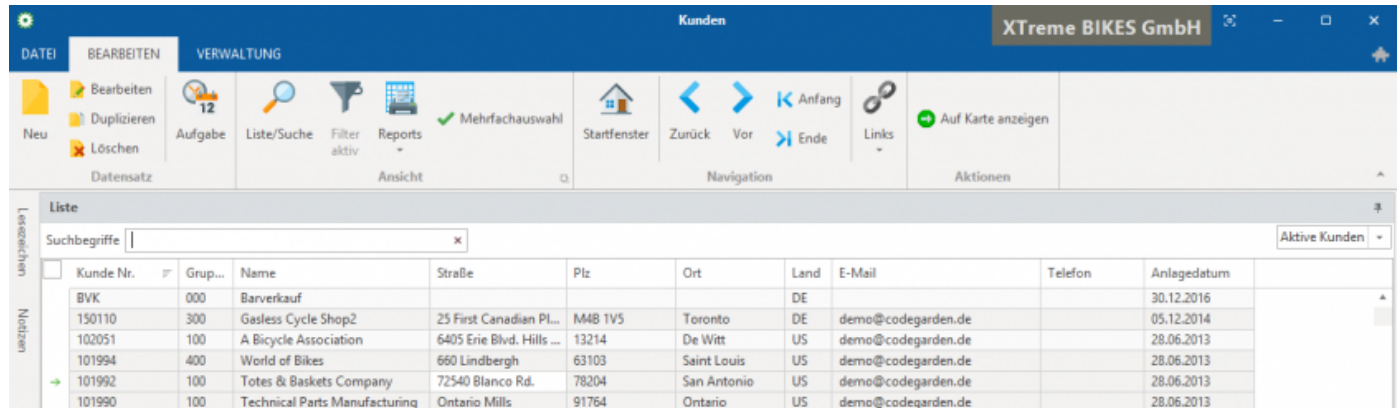 Kunden
XTreme BIKES GmbH
DATEI BEARBEITEN VERWALTUNG
Neu
Bearbeiten
Duplizieren
Löschen
Datensatz
12
Aufgabe
Liste/Suche
Filter
aktiv
Reports
Mehrfachauswahl
Ansicht
Startfenster
Zurück
Vor
Anfang
Ende
Navigation
Links
Auf Karte anzeigen
Aktionen
Lesezeichen
Notizen
Liste
Suchbegriffe
Aktive Kunden
Kunde Nr. Grup... Name Straße Plz Ort Land E-Mail Telefon Anlagedatum
BVK 000 Barverkauf DE 30.12.2016
150110 300 Gasless Cycle Shop2 25 First Canadian Pl... M4B 1V5 Toronto DE demo@codegarden.de 05.12.2014
102051 100 A Bicycle Association 6405 Erie Blvd. Hills ... 13214 De Witt US demo@codegarden.de 28.06.2013
101994 400 World of Bikes 660 Lindbergh 63103 Saint Louis US demo@codegarden.de 28.06.2013
101992 100 Totes & Baskets Company 72540 Blanco Rd. 78204 San Antonio US demo@codegarden.de 28.06.2013
101990 100 Technical Parts Manufacturing Ontario Mills 91764 Ontario US demo@codegarden.de 28.06.2013